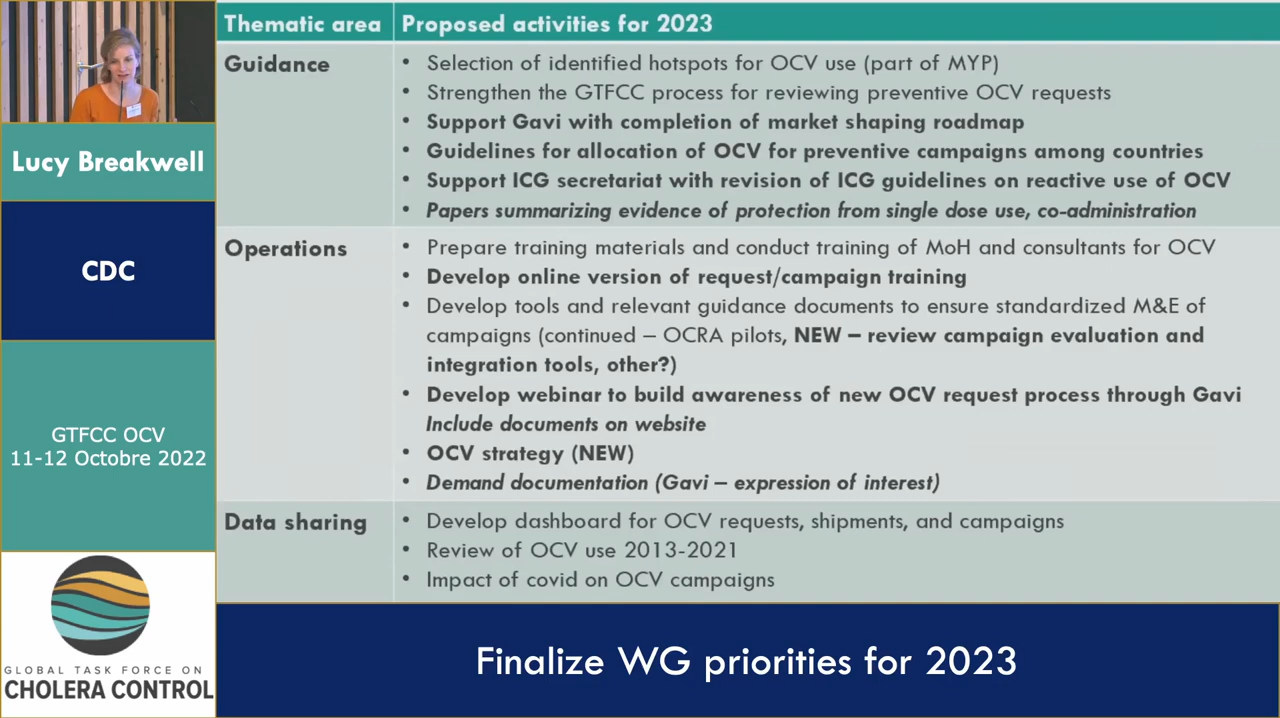 Thematic area
Proposed activities for 2023
Guidance
• Selection of identified hotspots for OCV use (part of MYP)
• Strengthen the GTFCC process for reviewing preventive OCV requests
• Support Gavi with completion of market shaping roadmap
• Guidelines for allocation of OCV for preventive campaigns among countries
• Support ICG secretariat with revision of ICG guidelines on reactive use of OCV
• Papers summarizing evidence of protection from single dose use, co-administration
Operations
• Prepare training materials and conduct training of MoH and consultants for OCV
• Develop online version of request/campaign training
• Develop tools and relevant guidance documents to ensure standardized M&E of
campaigns (continued – OCRA pilots, NEW – review campaign evaluation and
integration tools, other?)
• Develop webinar to build awareness of new OCV request process through Gavi
Include documents on website
• OCV strategy (NEW)
• Demand documentation (Gavi – expression of interest)
Data sharing
• Develop dashboard for OCV requests, shipments, and campaigns
• Review of OCV use 2013-2021
• Impact of covid on OCV campaigns
Lucy Breakwell
CDC
GTFCC OCV
11-12 Octobre 2022
GLOBAL TASK FORCE ON
CHOLERA CONTROL
Finalize WG priorities for 2023